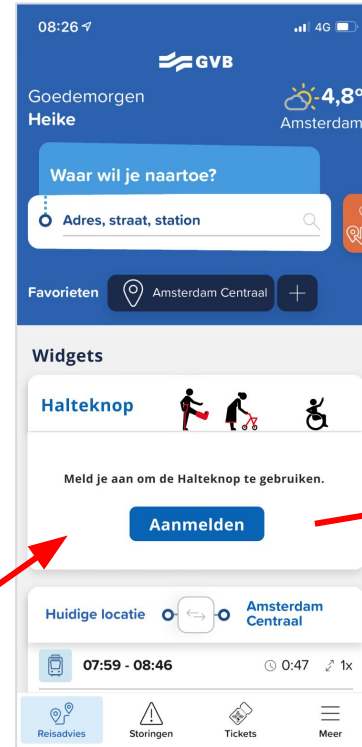 08:26 4G
GVB
Goedemorgen
Heike
-4,8°
Amsterdam
Waar wil je naartoe?
Adres, straat, station
Favorieten Amsterdam Centraal +
Widgets
Halteknop
Meld je aan om de Halteknop te gebruiken.
Aanmelden
Huidige locatie Amsterdam
Centraal
07:59 - 08:46 0:47 1x
Reisadvies Storingen Tickets Meer